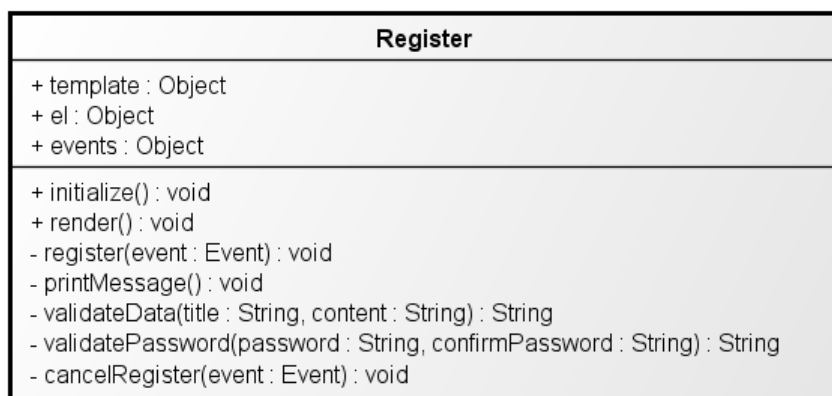 Register
+ template : Object
+ el : Object
+ events : Object
+ initialize() : void
+ render() : void
- register(event : Event) : void
- printMessage() : void
- validateData(title : String, content : String) : String
- validatePassword(password : String, confirmPassword : String) : String
- cancelRegister(event : Event) : void